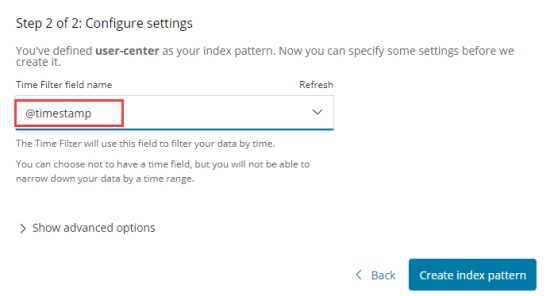 Step 2 of 2: Configure settings
You've defined user-center as your index pattern. Now you can specify some settings before we
create it.
Time Filter field name Refresh
@timestamp
The Time Filter will use this field to filter your data by time.
You can choose not to have a time field, but you will not be able to
narrow down your data by a time range.
Show advanced options
Back Create index pattern